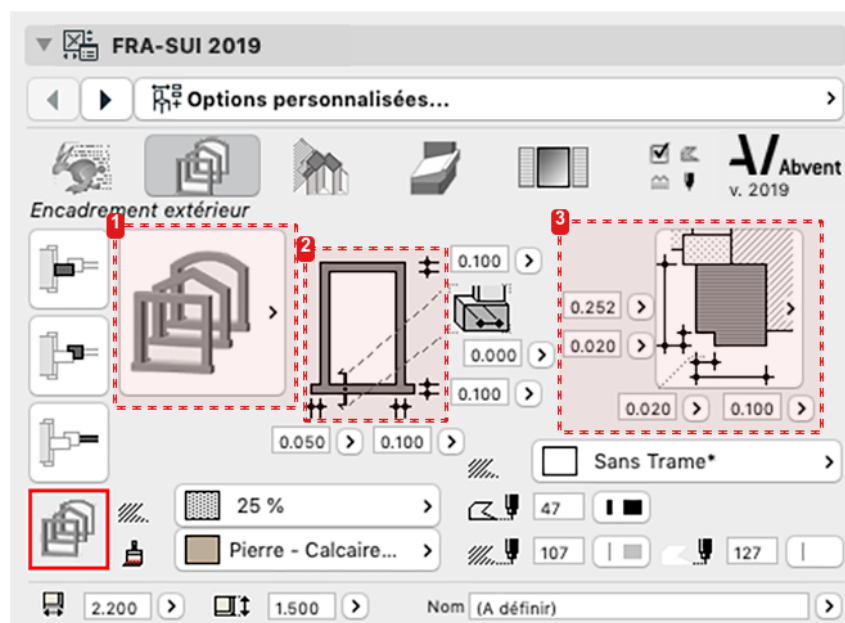 FRA-SUI 2019
Options personnalisées...
Abvent
v. 2019
Encadrement extérieur
1
2
3
0.100
0.252
0.000
0.020
0.100
0.020
0.100
0.050
0.100
Sans Trame*
25 %
47
Pierre - Calcaire...
107
127
2.200
1.500
Nom
(A définir)